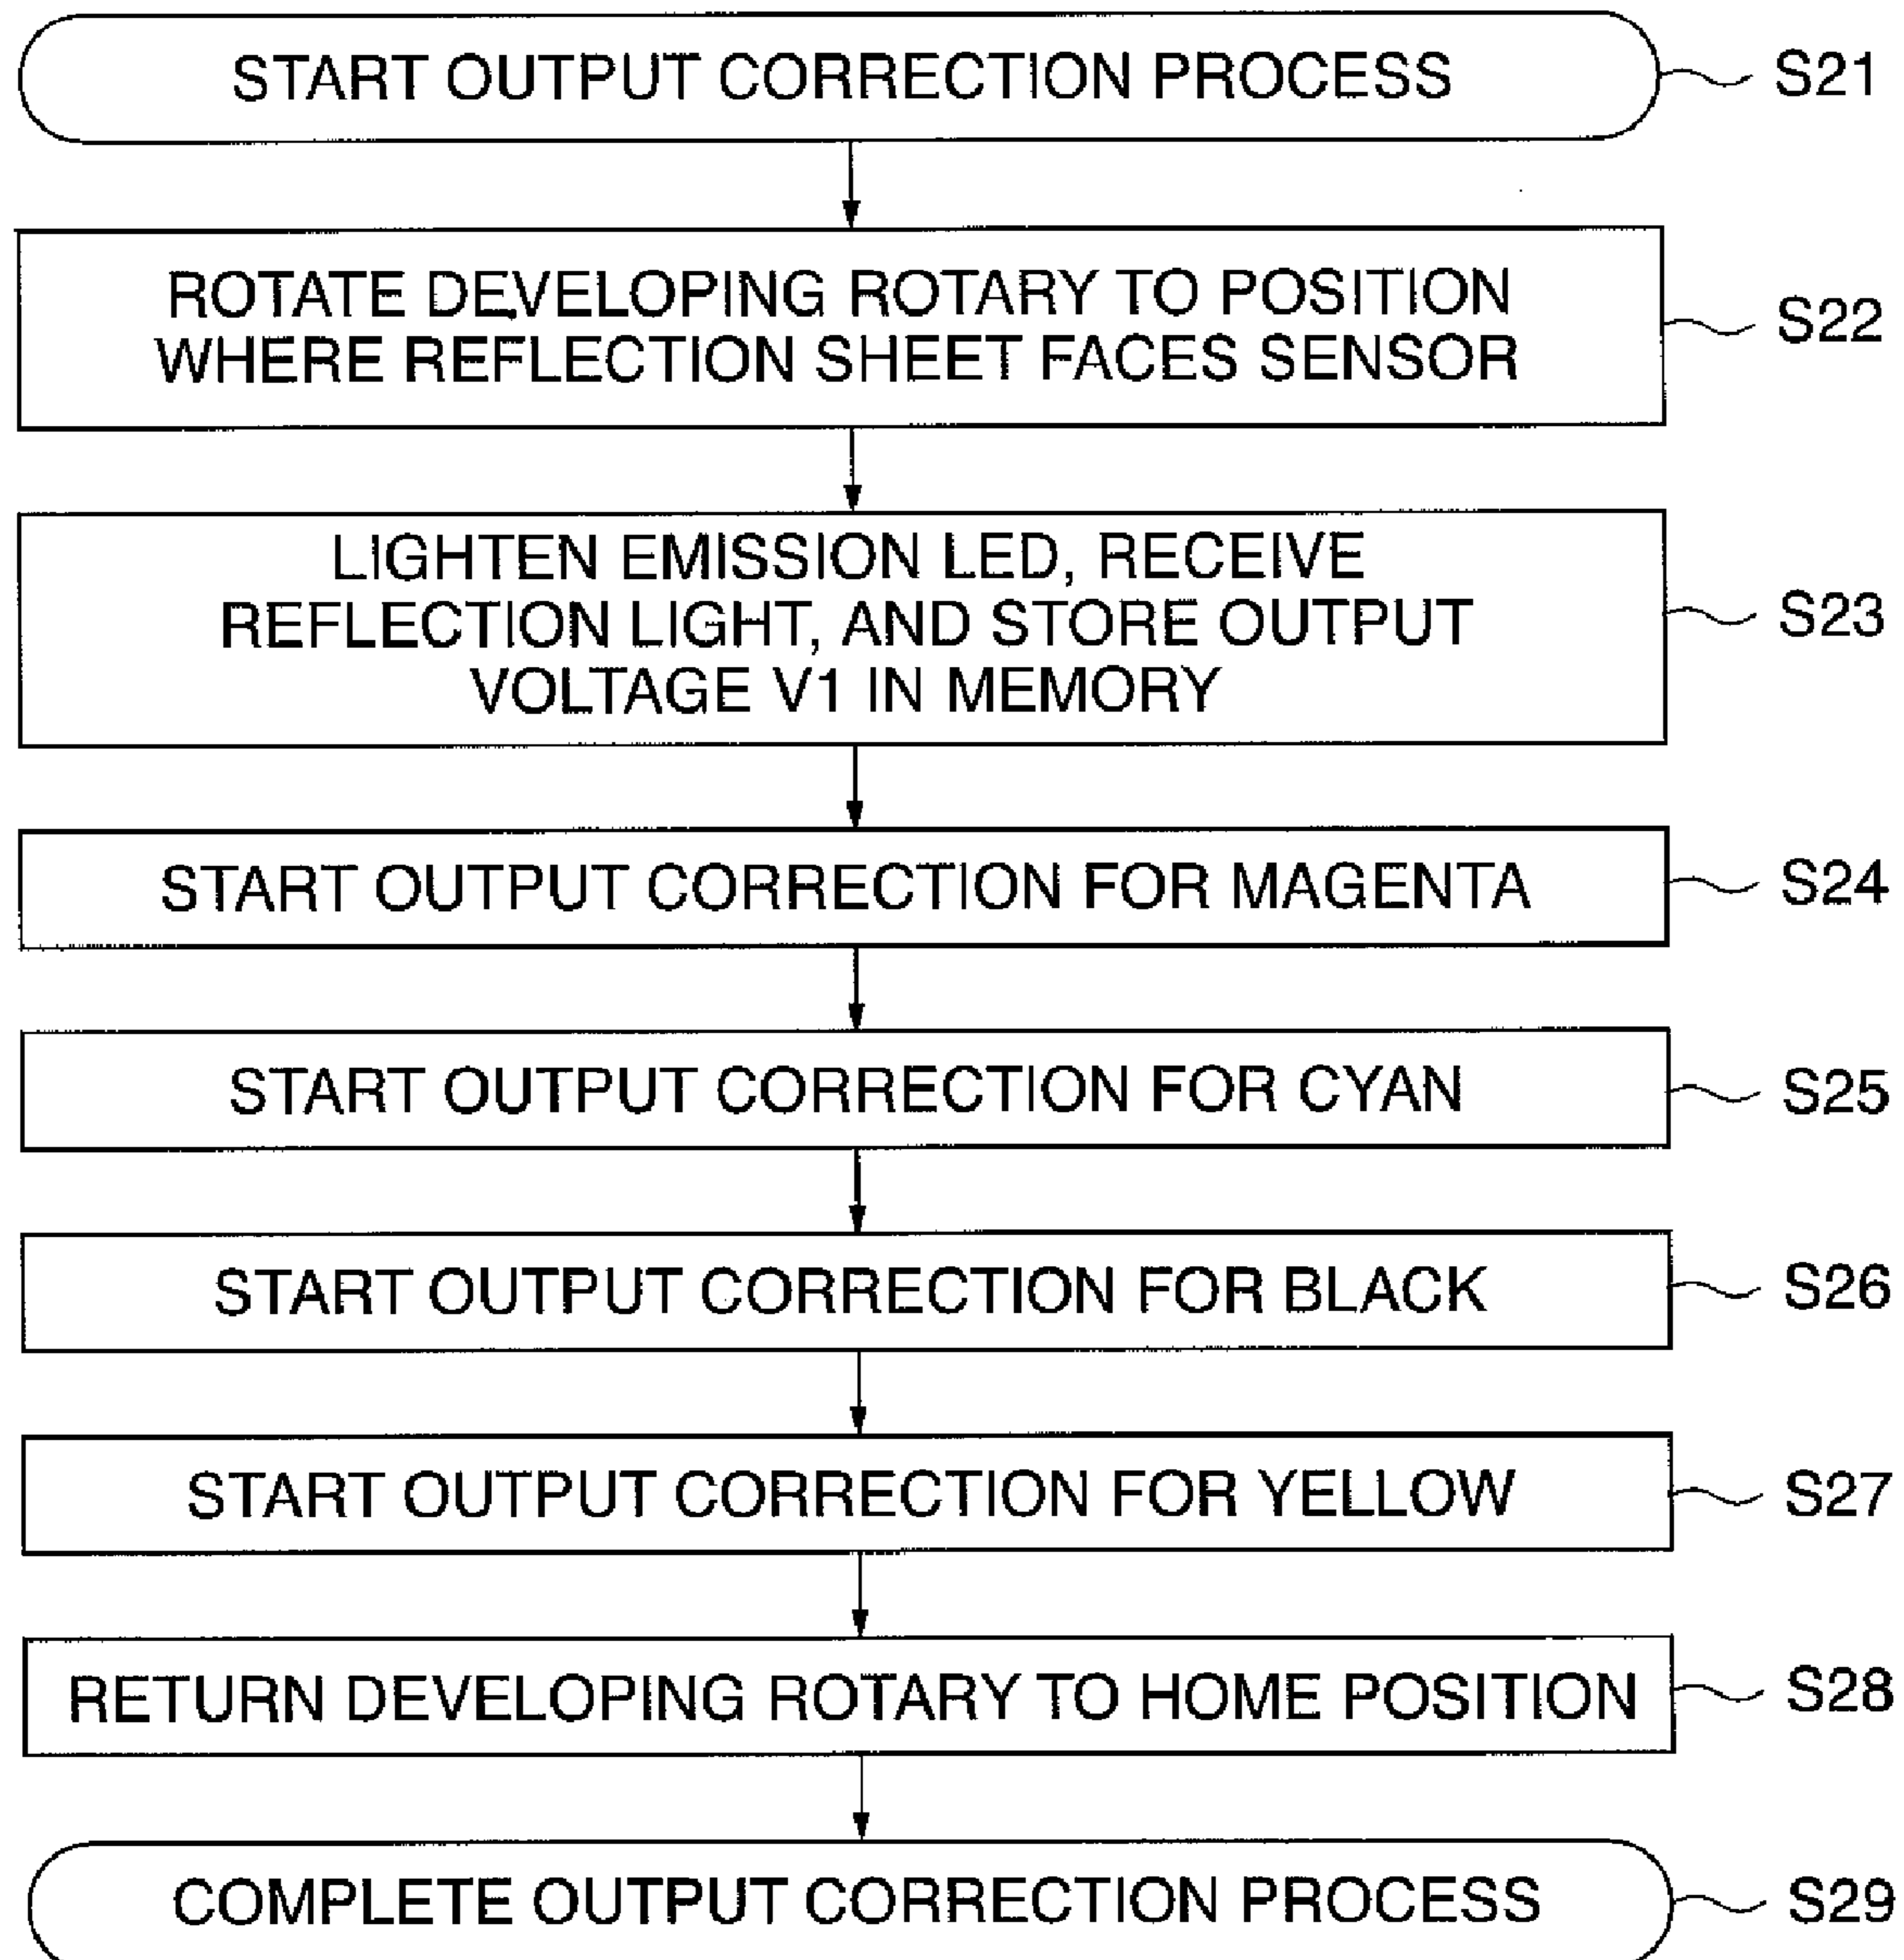 START OUTPUT CORRECTION PROCESS
S21
ROTATE DEVELOPING ROTARY TO POSITION
WHERE REFLECTION SHEET FACES SENSOR
S22
LIGHTEN EMISSION LED, RECEIVE
REFLECTION LIGHT, AND STORE OUTPUT
VOLTAGE V1 IN MEMORY
S23
START OUTPUT CORRECTION FOR MAGENTA
S24
START OUTPUT CORRECTION FOR CYAN
S25
START OUTPUT CORRECTION FOR BLACK
S26
START OUTPUT CORRECTION FOR YELLOW
S27
RETURN DEVELOPING ROTARY TO HOME POSITION
S28
COMPLETE OUTPUT CORRECTION PROCESS
S29